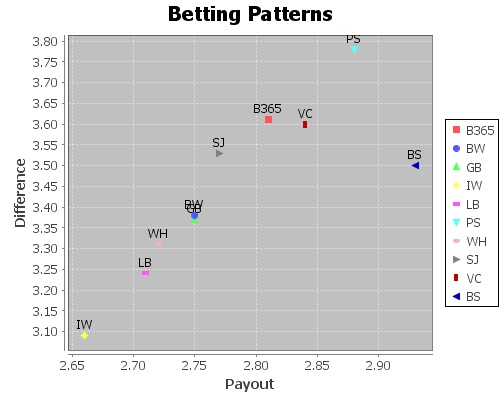 Betting Patterns
3.80
3.75
3.70
3.65
3.60
3.55
3.50
3.45
3.40
3.35
3.30
3.25
3.20
3.15
3.10
Difference
PS
B365
VC
SJ
BS
BW
GB
WH
LB
IW
2.65 2.70 2.75 2.80 2.85 2.90
Payout
B365
BW
GB
IW
LB
PS
WH
SJ
VC
BS